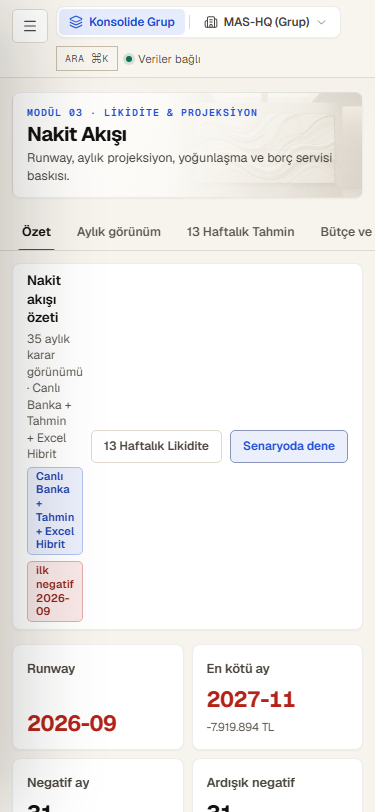 Konsolide Grup
MAS-HQ (Grup)
ARA ⌘K
Veriler bağlı
MODÜL 03 · LİKİDİTE & PROJEKSİYON
Nakit Akışı
Runway, aylık projeksiyon, yoğunlaşma ve borç servisi
baskısı.
Özet
Aylık görünüm
13 Haftalık Tahmin
Bütçe ve
Nakit
akışı
özeti
35 aylık
karar
görünümü
· Canlı
Banka +
Tahmin
+ Excel
Hibrit
Canlı
Banka
+
Tahmin
+ Excel
Hibrit
ilk
negatif
2026-
09
13 Haftalık Likidite
Senaryoda dene
Runway
2026-09
En kötü ay
2027-11
-7.919.894 TL
Negatif ay
31
Ardışık negatif
31